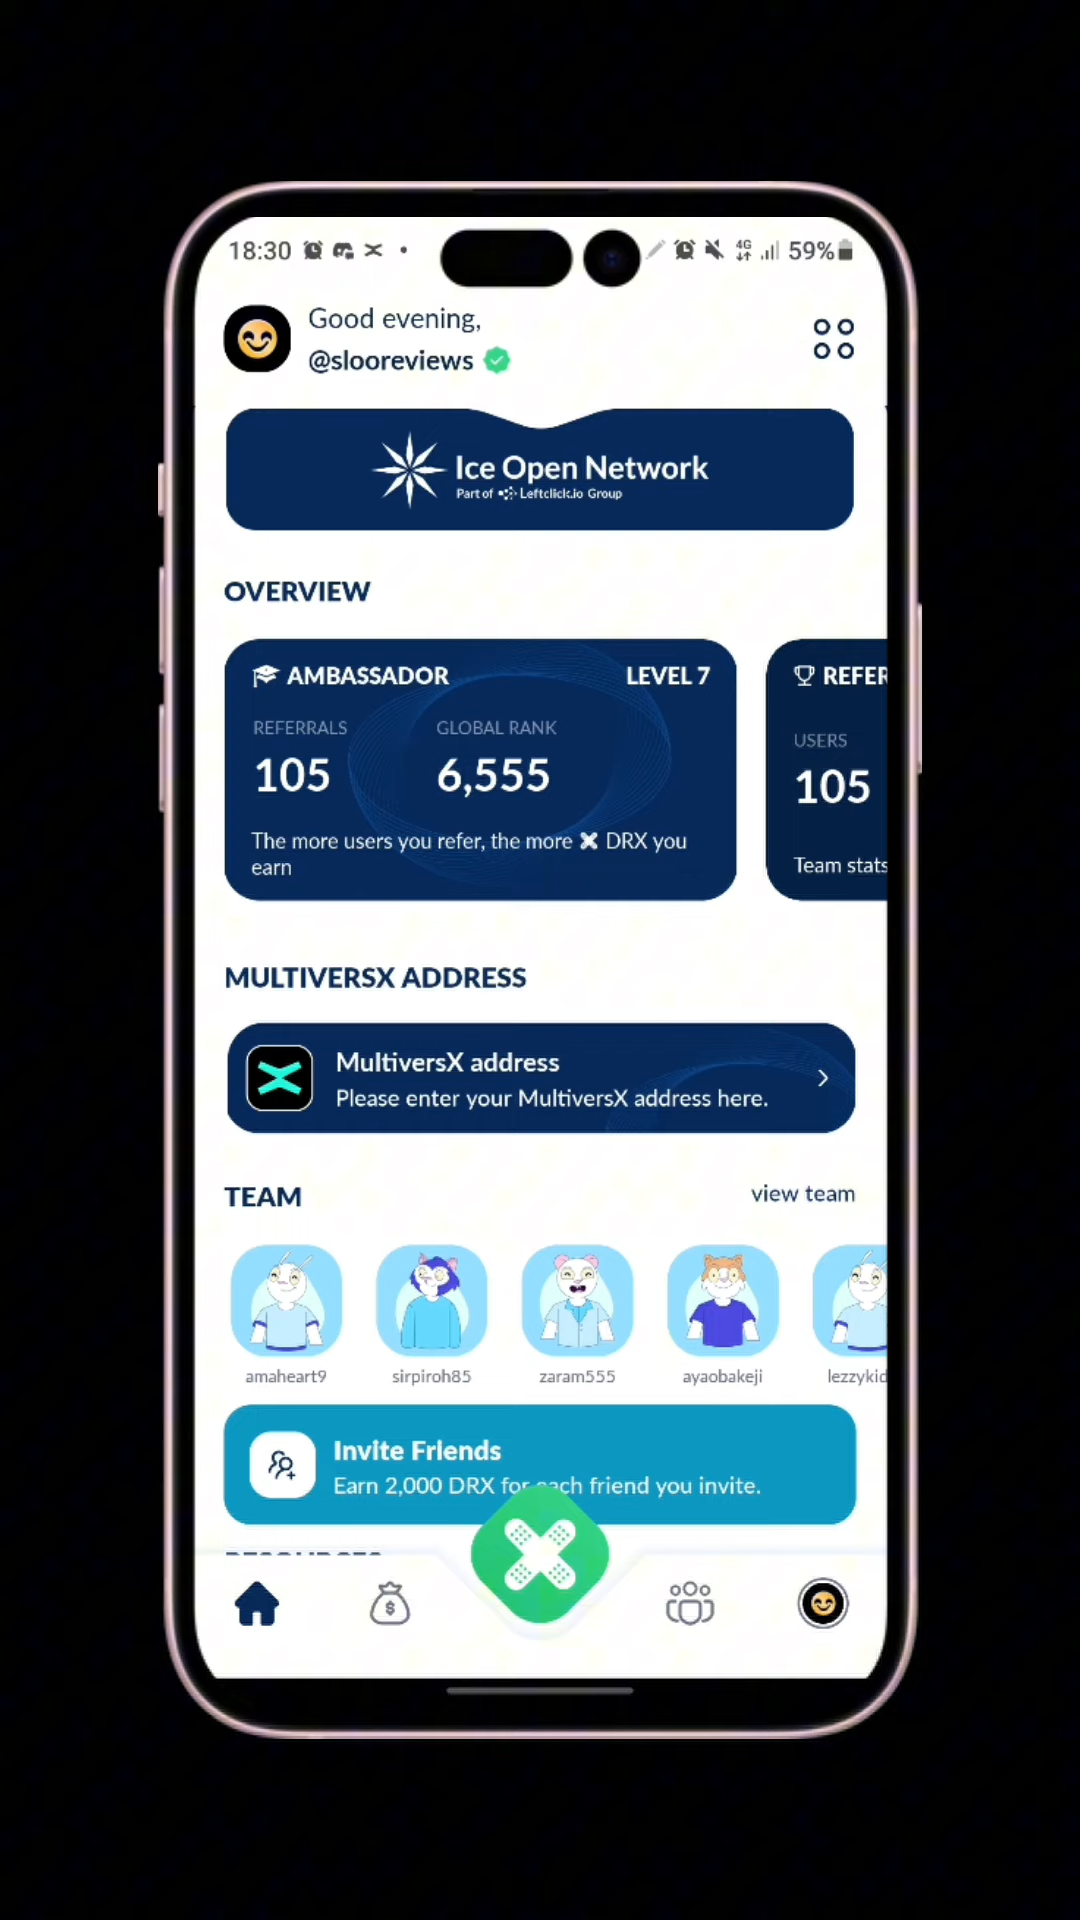 18:30
4G
59%
Good evening,
@slooreviews
Ice Open Network
Part of Leftclick.io Group
OVERVIEW
AMBASSADOR
LEVEL 7
REFERRALS
GLOBAL RANK
105
6,555
The more users you refer, the more DRX you
earn
REFER
USERS
105
Team stats
MULTIVERSX ADDRESS
MultiversX address
Please enter your MultiversX address here.
TEAM
view team
amaheart9
sirpiroh85
zaram555
ayaobakeji
lezzykid
Invite Friends
Earn 2,000 DRX for each friend you invite.